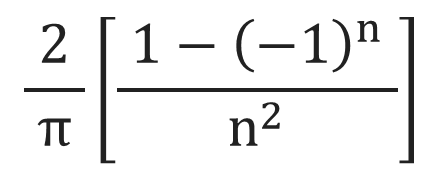 2/π [ (1 − (−1)ⁿ) / n² ]